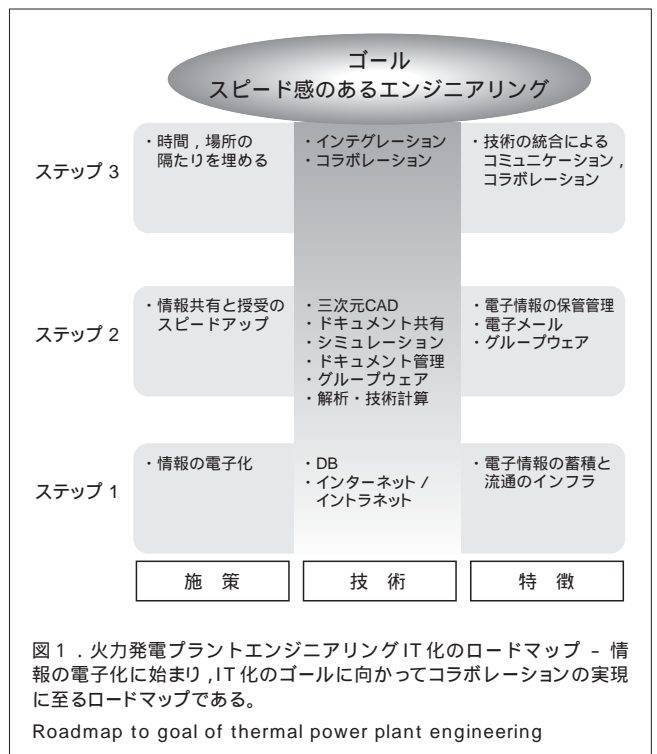 ゴール
スピード感のあるエンジニアリング
ステップ 3
・時間，場所の
隔たりを埋める
・インテグレーション
・コラボレーション
・技術の統合による
コミュニケーション，
コラボレーション
ステップ 2
・情報共有と授受の
スピードアップ
・三次元CAD
・ドキュメント共有
・シミュレーション
・ドキュメント管理
・グループウェア
・解析・技術計算
・電子情報の保管管理
・電子メール
・グループウェア
ステップ 1
・情報の電子化
・DB
・インターネット /
イントラネット
・電子情報の蓄積と
流通のインフラ
施 策
技 術
特 徴
図1．火力発電プラントエンジニアリングIT化のロードマップ － 情
報の電子化に始まり，IT化のゴールに向かってコラボレーションの実現
に至るロードマップである。
Roadmap to goal of thermal power plant engineering